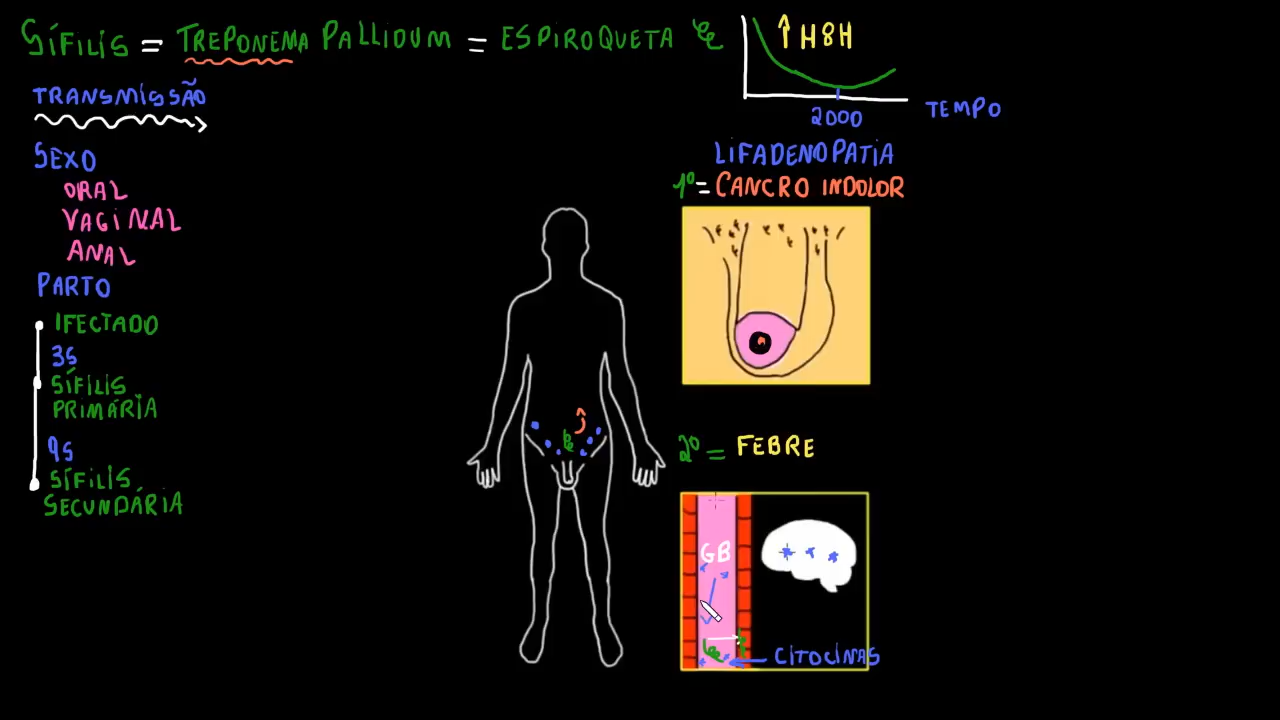 SÍFILIS = TREPONEMA PALLIDUM = ESPIROQUETA
↑ H8H
2000
TEMPO
TRANSMISSÃO
SEXO
ORAL
VAGINAL
ANAL
PARTO
IFECTADO
3S
SÍFILIS
PRIMÁRIA
9S
SÍFILIS
SECUNDÁRIA
LIFADENOPATIA
1º = CANCRO INDOLOR
2º = FEBRE
GB
CITOCINAS